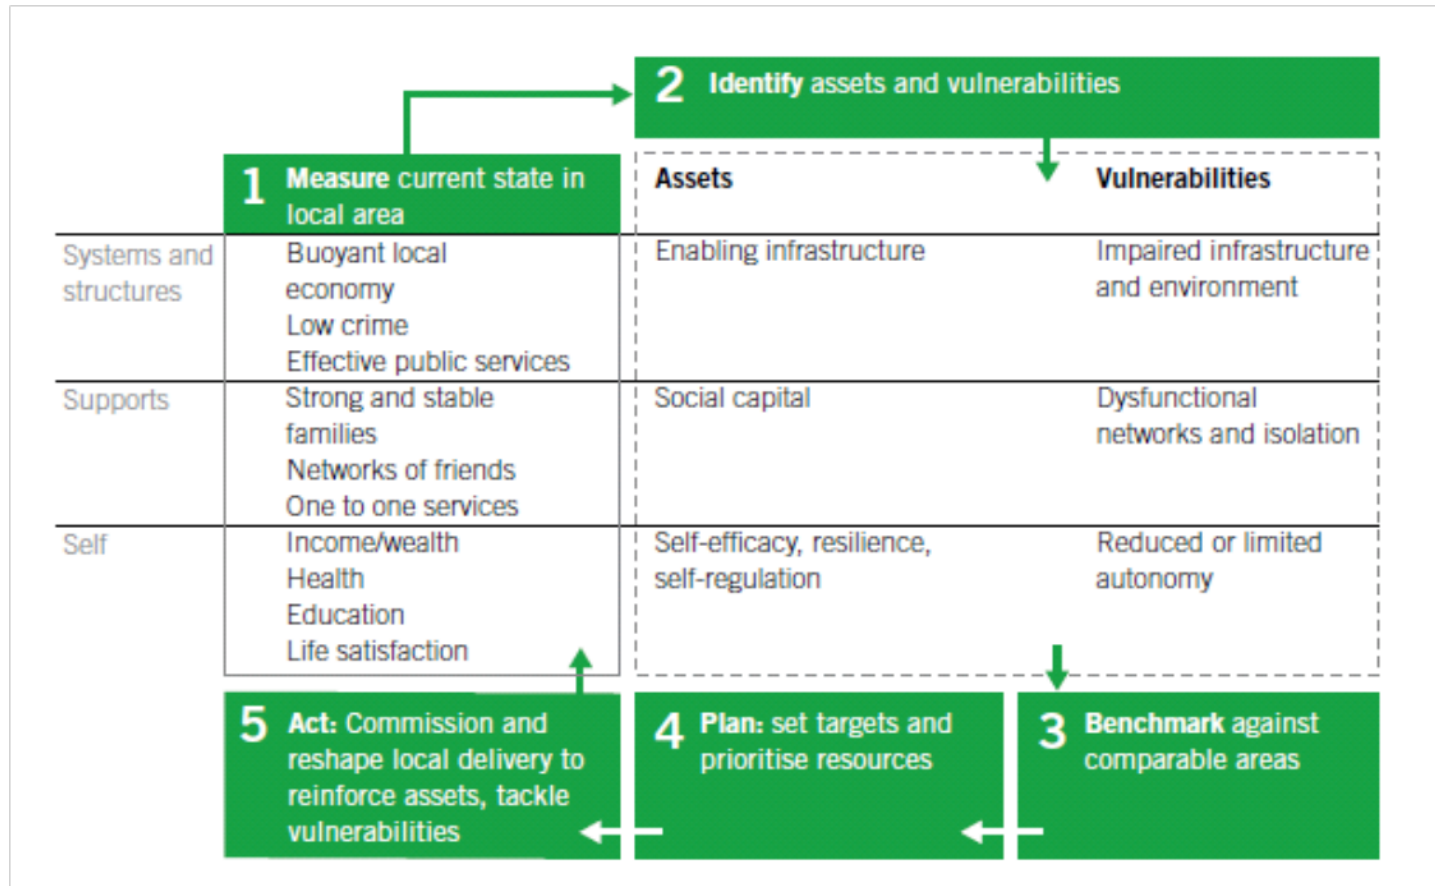 2 Identify assets and vulnerabilities
1 Measure current state in
local area
Assets
Vulnerabilities
Systems and
structures
Buoyant local
economy
Low crime
Effective public services
Enabling infrastructure
Impaired infrastructure
and environment
Supports
Strong and stable
families
Networks of friends
One to one services
Social capital
Dysfunctional
networks and isolation
Self
Income/wealth
Health
Education
Life satisfaction
Self-efficacy, resilience,
self-regulation
Reduced or limited
autonomy
5 Act: Commission and
reshape local delivery to
reinforce assets, tackle
vulnerabilities
4 Plan: set targets and
prioritise resources
3 Benchmark against
comparable areas